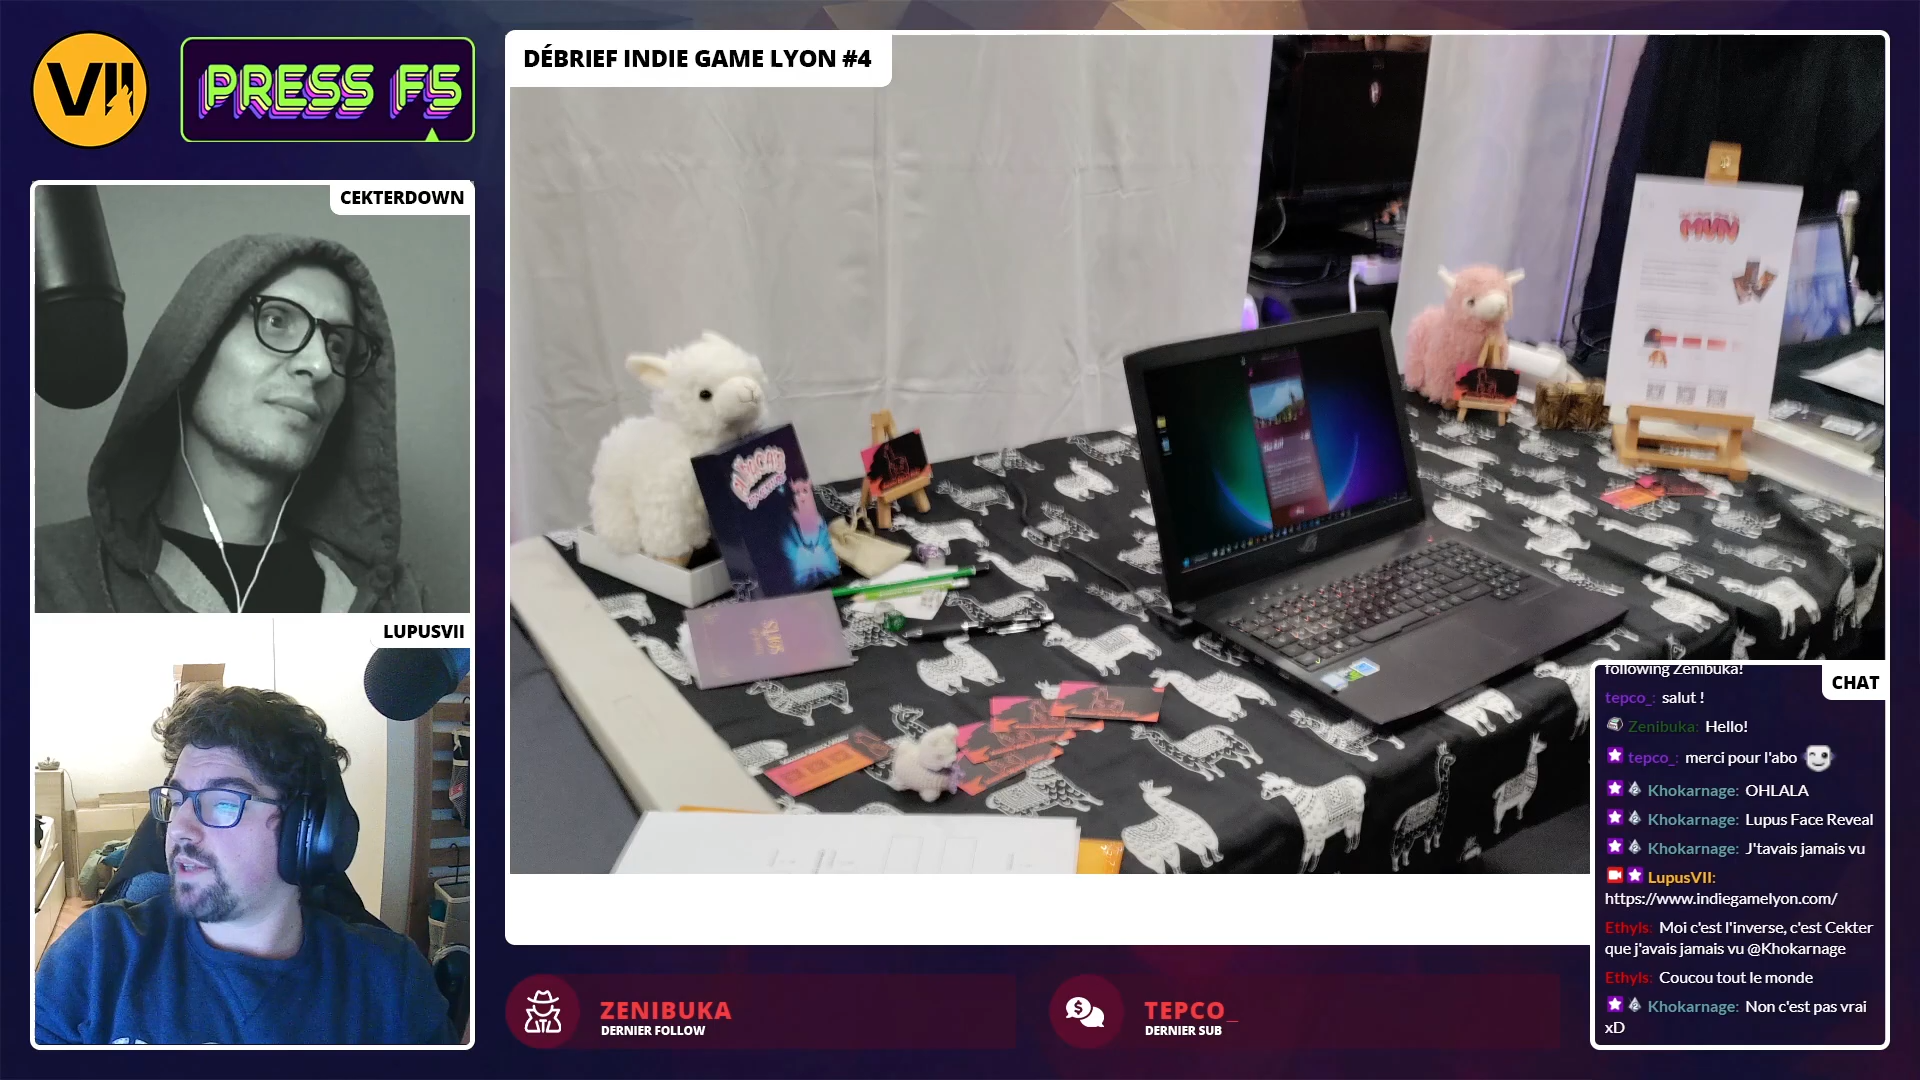 VII
PRESS F5
DÉBRIEF INDIE GAME LYON #4
CEKTERDOWN
LUPUSVII
MVN
CHAT
following Zenibuka!
tepco_: salut !
Zenibuka: Hello!
tepco_: merci pour l'abo
Khokarnage: OHLALA
Khokarnage: Lupus Face Reveal
Khokarnage: J'tavais jamais vu
LupusVII:
https://www.indiegamelyon.com/
Ethyls: Moi c'est l'inverse, c'est Cekter
que j'avais jamais vu @Khokarnage
Ethyls: Coucou tout le monde
Khokarnage: Non c'est pas vrai
xD
ZENIBUKA
DERNIER FOLLOW
TEPCO_
DERNIER SUB